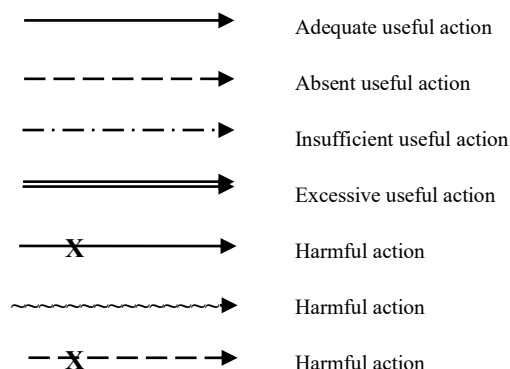 Adequate useful action
Absent useful action
Insufficient useful action
Excessive useful action
X Harmful action
Harmful action
X Harmful action